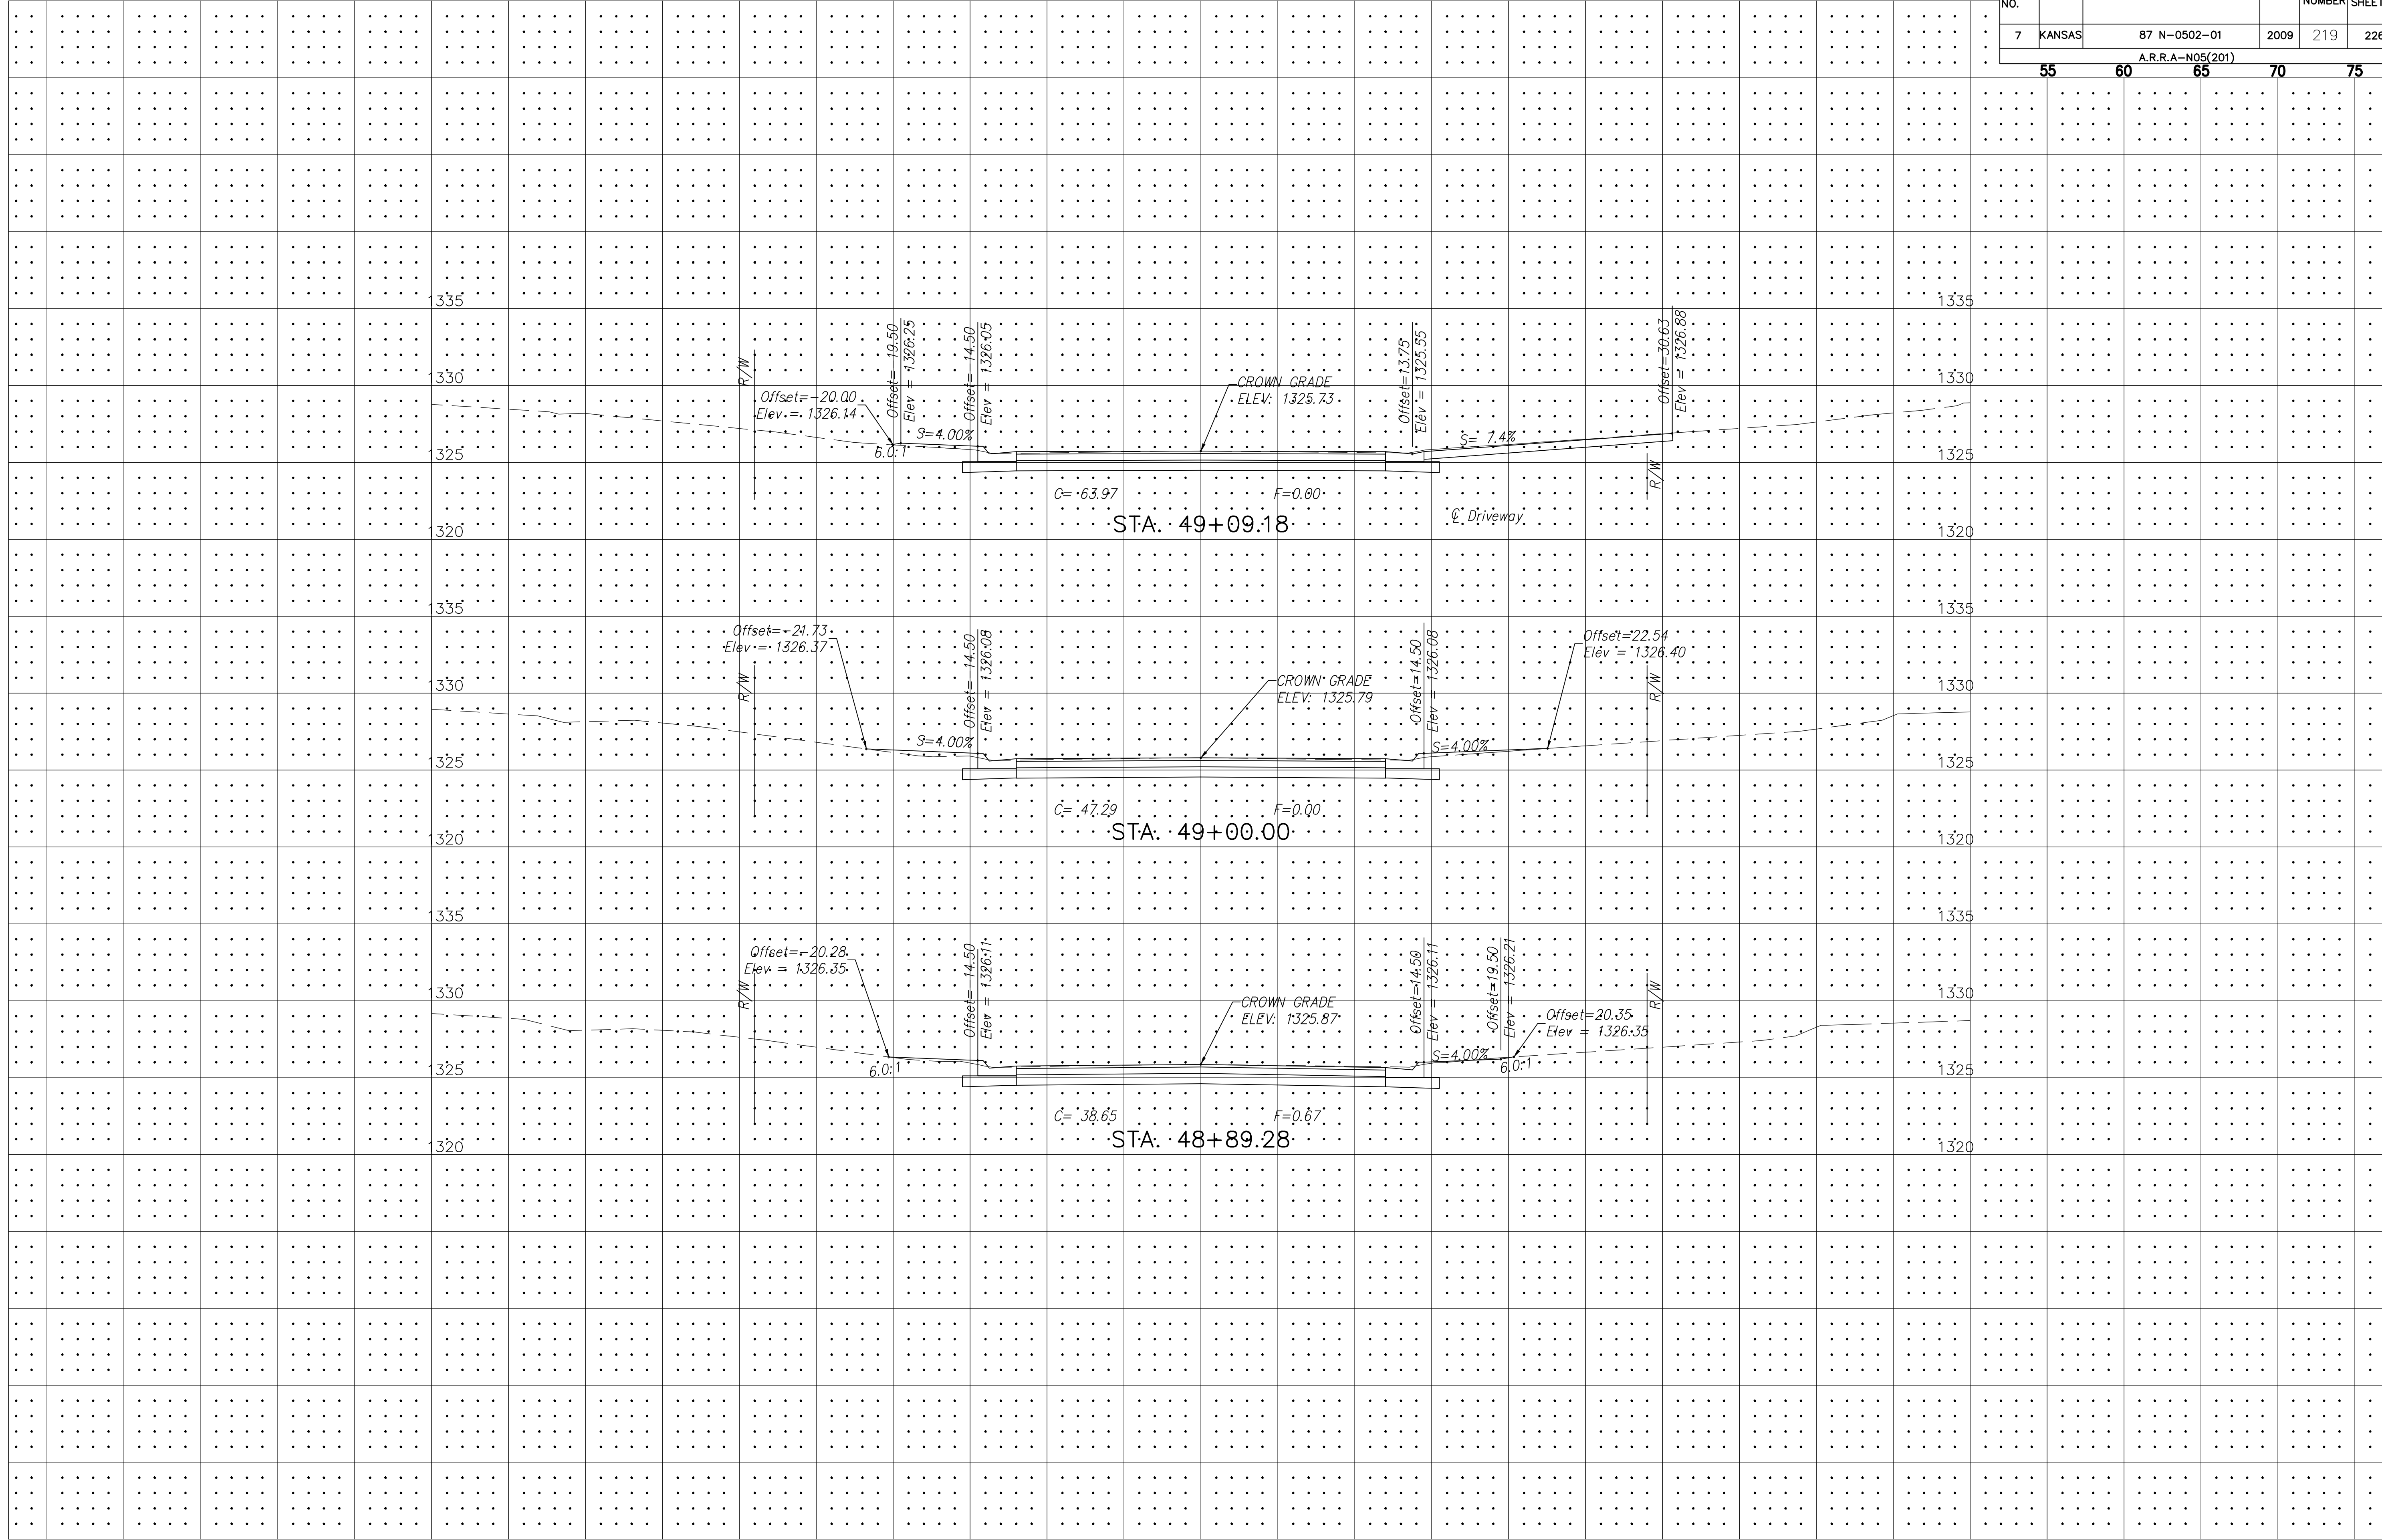 NO. NUMBER SHEET
7 KANSAS 87 N-0502-01 2009 219 226
A.R.R.A-N05(201)
55 60 65 70 75
1335 1335
R/W
Offset=-20.00
Elev = 1326.14
Offset=-19.50
Elev = 1326.25
Offset=-14.50
Elev = 1326.05
CROWN GRADE
ELEV: 1325.73
Offset=13.75
Elev = 1325.55
Offset=30.63
Elev = 1326.88
1330 1330
S=4.00%
S= 7.4%
6.0:1
1325 1325
R/W
C= 63.97 F=0.00
STA. 49+09.18
℄ Driveway
1320 1320
1335 1335
Offset=-21.73
Elev = 1326.37
Offset=-14.50
Elev = 1326.08
Offset=14.50
Elev = 1326.08
Offset=22.54
Elev = 1326.40
R/W
CROWN GRADE
ELEV: 1325.79
R/W
1330 1330
S=4.00%
S=4.00%
1325 1325
C= 47.29 F=0.00
STA. 49+00.00
1320 1320
1335 1335
Offset=-20.28
Elev = 1326.35
Offset=-14.50
Elev = 1326.11
Offset=14.50
Elev = 1326.11
Offset=19.50
Elev = 1326.21
R/W
CROWN GRADE
ELEV: 1325.87
Offset=20.35
Elev = 1326.35
R/W
1330 1330
S=4.00%
6.0:1
6.0:1
1325 1325
C= 38.65 F=0.67
STA. 48+89.28
1320 1320